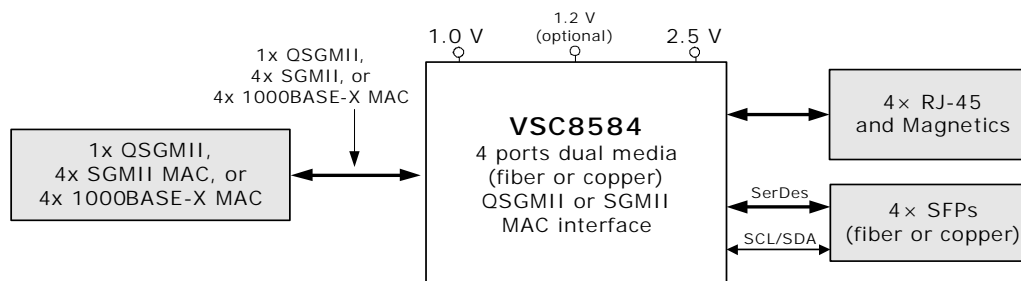 1.0 V
1.2 V
(optional)
2.5 V
1x QSGMII,
4x SGMII, or
4x 1000BASE-X MAC
1x QSGMII,
4x SGMII MAC, or
4x 1000BASE-X MAC
VSC8584
4 ports dual media
(fiber or copper)
QSGMII or SGMII
MAC interface
4× RJ-45
and Magnetics
SerDes
4× SFPs
(fiber or copper)
SCL/SDA